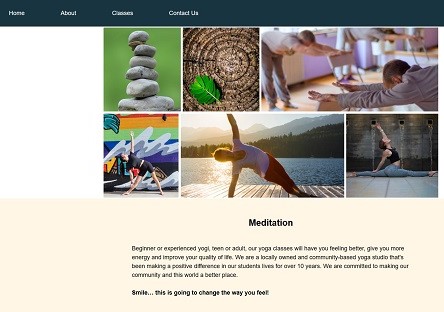 Home About Classes Contact Us
Meditation
Beginner or experienced yogi, teen or adult, our yoga classes will have you feeling better, give you more
energy and improve your quality of life. We are a locally owned and community-based yoga studio that's
been making a positive difference in our students lives for over 10 years. We are committed to making our
community and this world a better place.
Smile... this is going to change the way you feel!